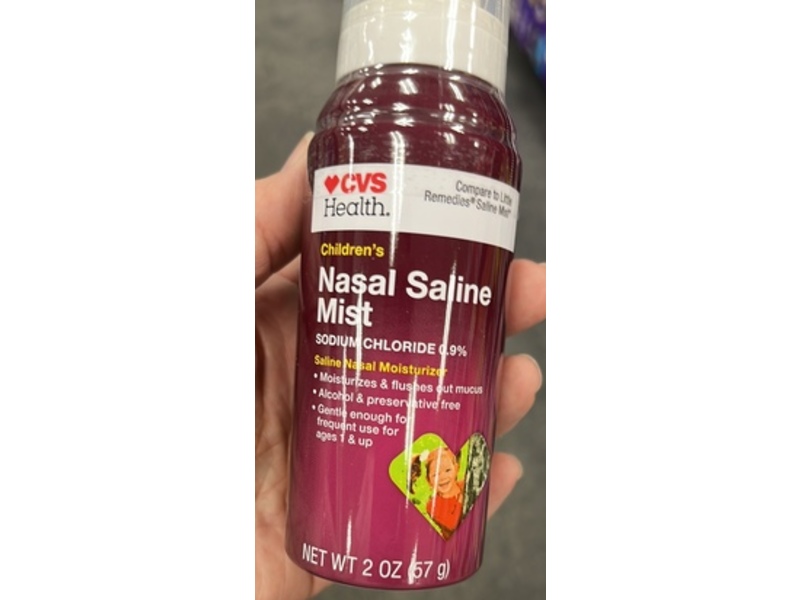 CVS
Health.
Compare to Little
Remedies® Saline Mist*
Children's
Nasal Saline
Mist
SODIUM CHLORIDE 0.9%
Saline Nasal Moisturizer
• Moisturizes & flushes out mucus
• Alcohol & preservative free
• Gentle enough for
frequent use for
ages 1 & up
NET WT 2 OZ (57 g)